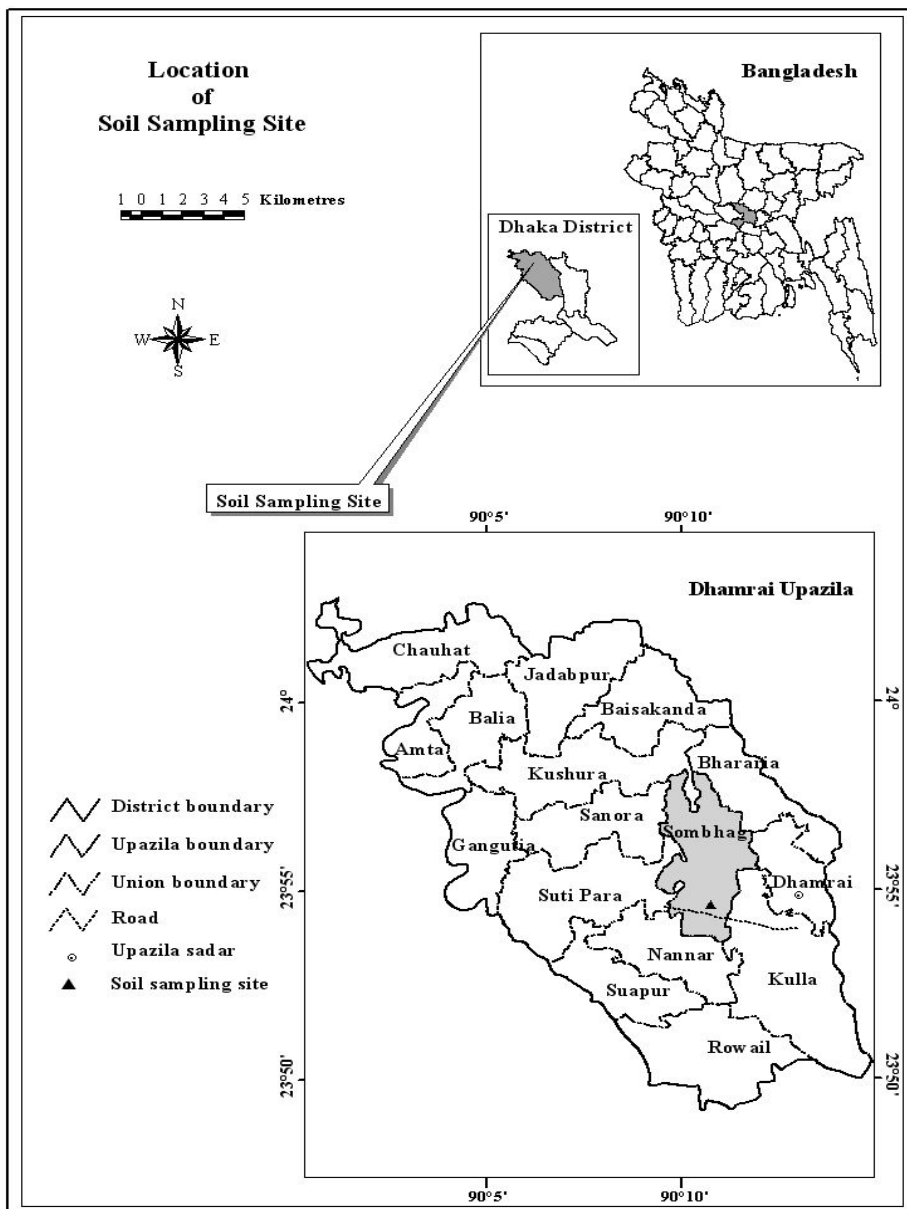 Location
of
Soil Sampling Site
1 0 1 2 3 4 5 Kilometres
N
W E
S
Bangladesh
Dhaka District
Soil Sampling Site
90°5' 90°10'
Dhamrai Upazila
Chauhat
Jadabpur
24° 24°
Balia
Baisakanda
Amta
Bhararia
Kushura
Sanora
Sombhag
Gangutia
Dhamrai
23°55' 23°55'
Suti Para
Nannar
Kulla
Suapur
Rowail
23°50' 23°50'
90°5' 90°10'
District boundary
Upazila boundary
Union boundary
Road
Upazila sadar
Soil sampling site